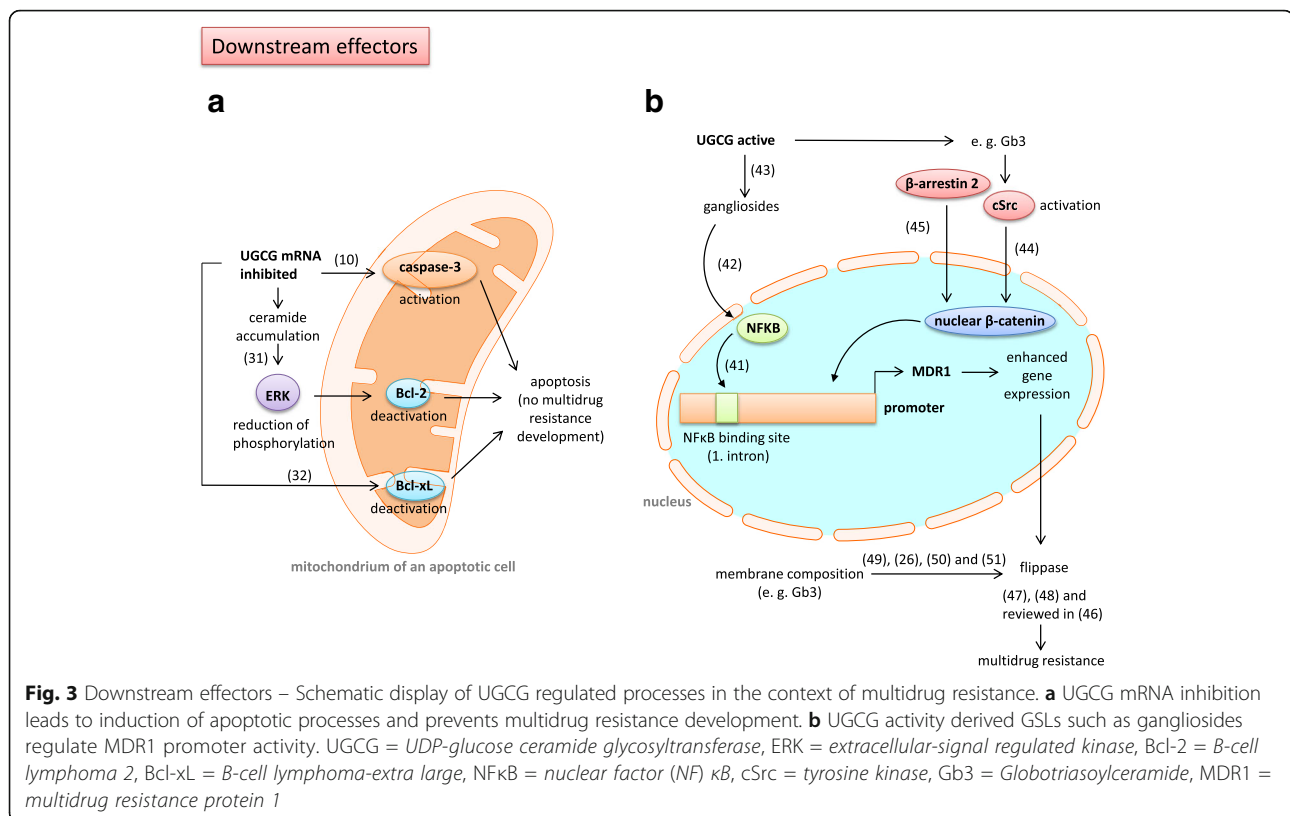 Downstream effectors
a
UGCG mRNA
inhibited
(10)
caspase-3
activation
ceramide
accumulation
(31)
ERK
reduction of
phosphorylation
Bcl-2
deactivation
apoptosis
(no multidrug
resistance
development)
(32)
Bcl-xL
deactivation
mitochondrium of an apoptotic cell
b
UGCG active
e. g. Gb3
(43)
gangliosides
β-arrestin 2
cSrc
activation
(45)
(44)
(42)
NFKB
nuclear β-catenin
(41)
MDR1
enhanced
gene
expression
promoter
NFκB binding site
(1. intron)
nucleus
membrane composition
(e. g. Gb3)
(49), (26), (50) and (51)
flippase
(47), (48) and
reviewed in (46)
multidrug resistance
Fig. 3 Downstream effectors – Schematic display of UGCG regulated processes in the context of multidrug resistance. a UGCG mRNA inhibition
leads to induction of apoptotic processes and prevents multidrug resistance development. b UGCG activity derived GSLs such as gangliosides
regulate MDR1 promoter activity. UGCG = UDP-glucose ceramide glycosyltransferase, ERK = extracellular-signal regulated kinase, Bcl-2 = B-cell
lymphoma 2, Bcl-xL = B-cell lymphoma-extra large, NFκB = nuclear factor (NF) κB, cSrc = tyrosine kinase, Gb3 = Globotriasoylceramide, MDR1 =
multidrug resistance protein 1